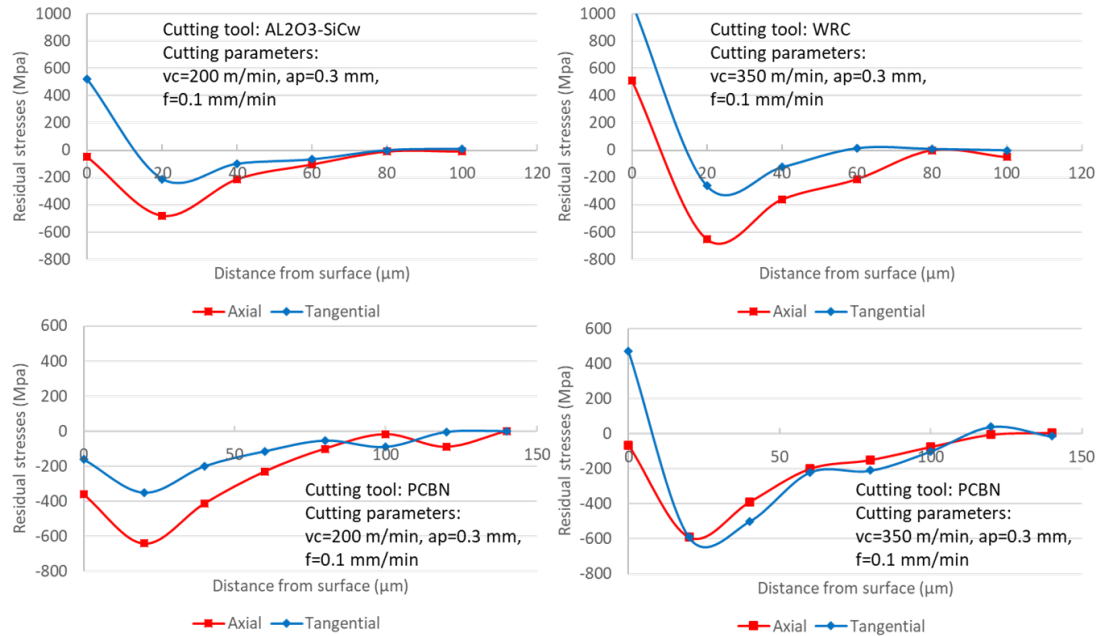 Cutting tool: AL2O3-SiCw
Cutting parameters:
vc=200 m/min, ap=0.3 mm,
f=0.1 mm/min
Residual stresses (Mpa)
1000
800
600
400
200
0
-200
-400
-600
-800
0 20 40 60 80 100 120
Distance from surface (μm)
Axial Tangential
Cutting tool: WRC
Cutting parameters:
vc=350 m/min, ap=0.3 mm,
f=0.1 mm/min
Residual stresses (Mpa)
1000
800
600
400
200
0
-200
-400
-600
-800
0 20 40 60 80 100 120
Distance from surface (μm)
Axial Tangential
Residual stresses (Mpa)
600
400
200
0
-200
-400
-600
-800
0 50 100 150
Cutting tool: PCBN
Cutting parameters:
vc=200 m/min, ap=0.3 mm,
f=0.1 mm/min
Distance from surface (μm)
Axial Tangential
Residual stresses (Mpa)
600
400
200
0
-200
-400
-600
-800
0 50 100 150
Cutting tool: PCBN
Cutting parameters:
vc=350 m/min, ap=0.3 mm,
f=0.1 mm/min
Distance from surface (μm)
Axial Tangential